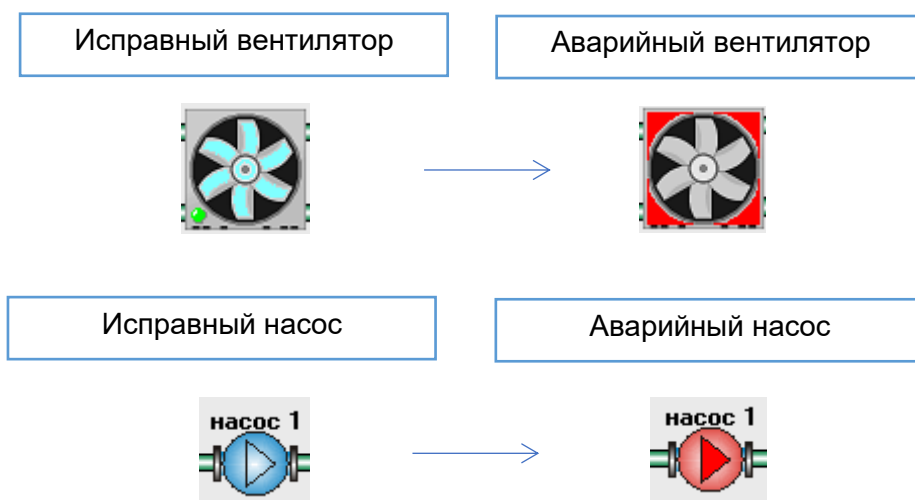 Исправный вентилятор
Аварийный вентилятор
Исправный насос
Аварийный насос
насос 1
насос 1